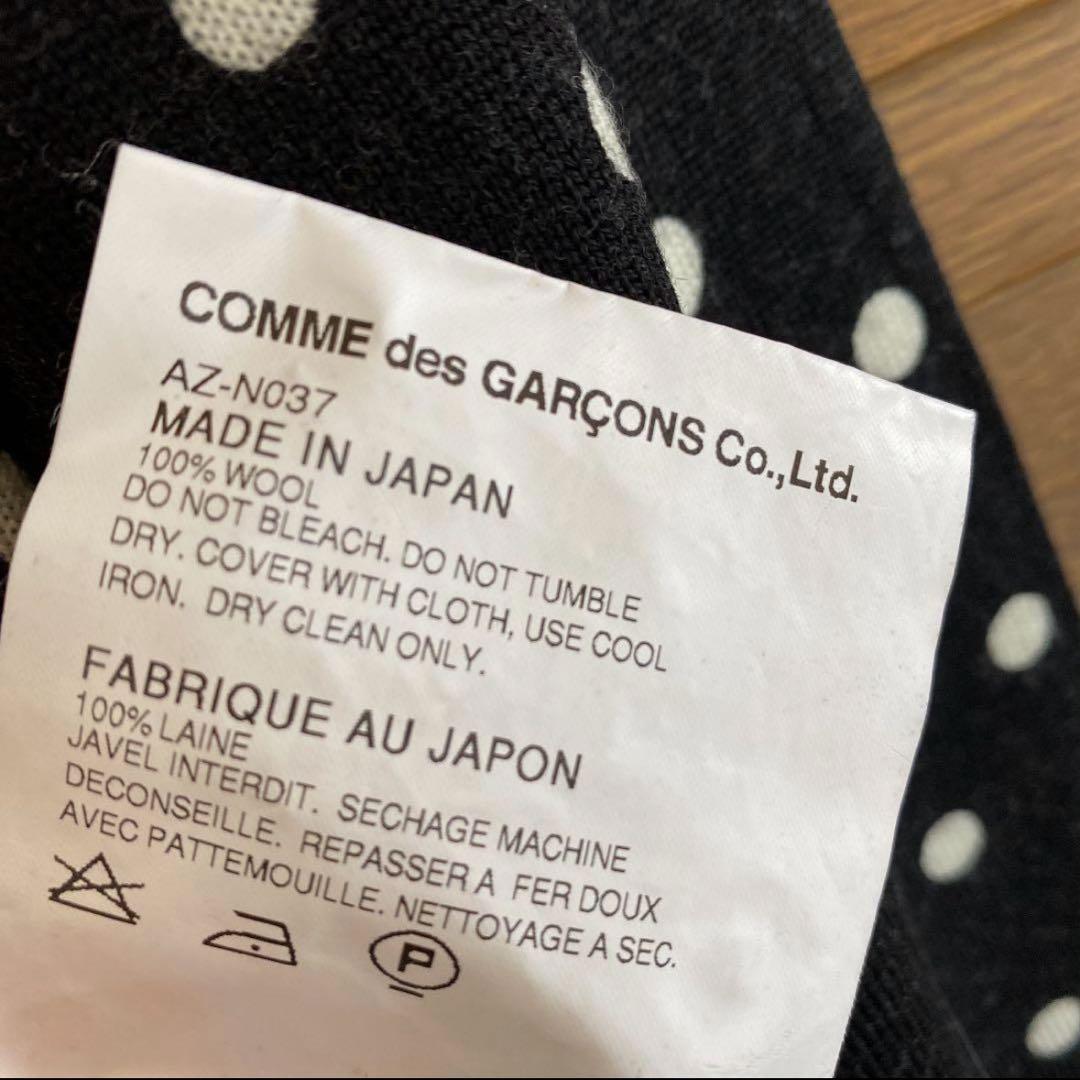 COMME des GARÇONS Co.,Ltd.
AZ-N037
MADE IN JAPAN
100% WOOL
DO NOT BLEACH. DO NOT TUMBLE
DRY. COVER WITH CLOTH, USE COOL
IRON. DRY CLEAN ONLY.
FABRIQUE AU JAPON
100% LAINE
JAVEL INTERDIT. SECHAGE MACHINE
DECONSEILLE. REPASSER A FER DOUX
AVEC PATTEMOUILLE. NETTOYAGE A SEC.
P